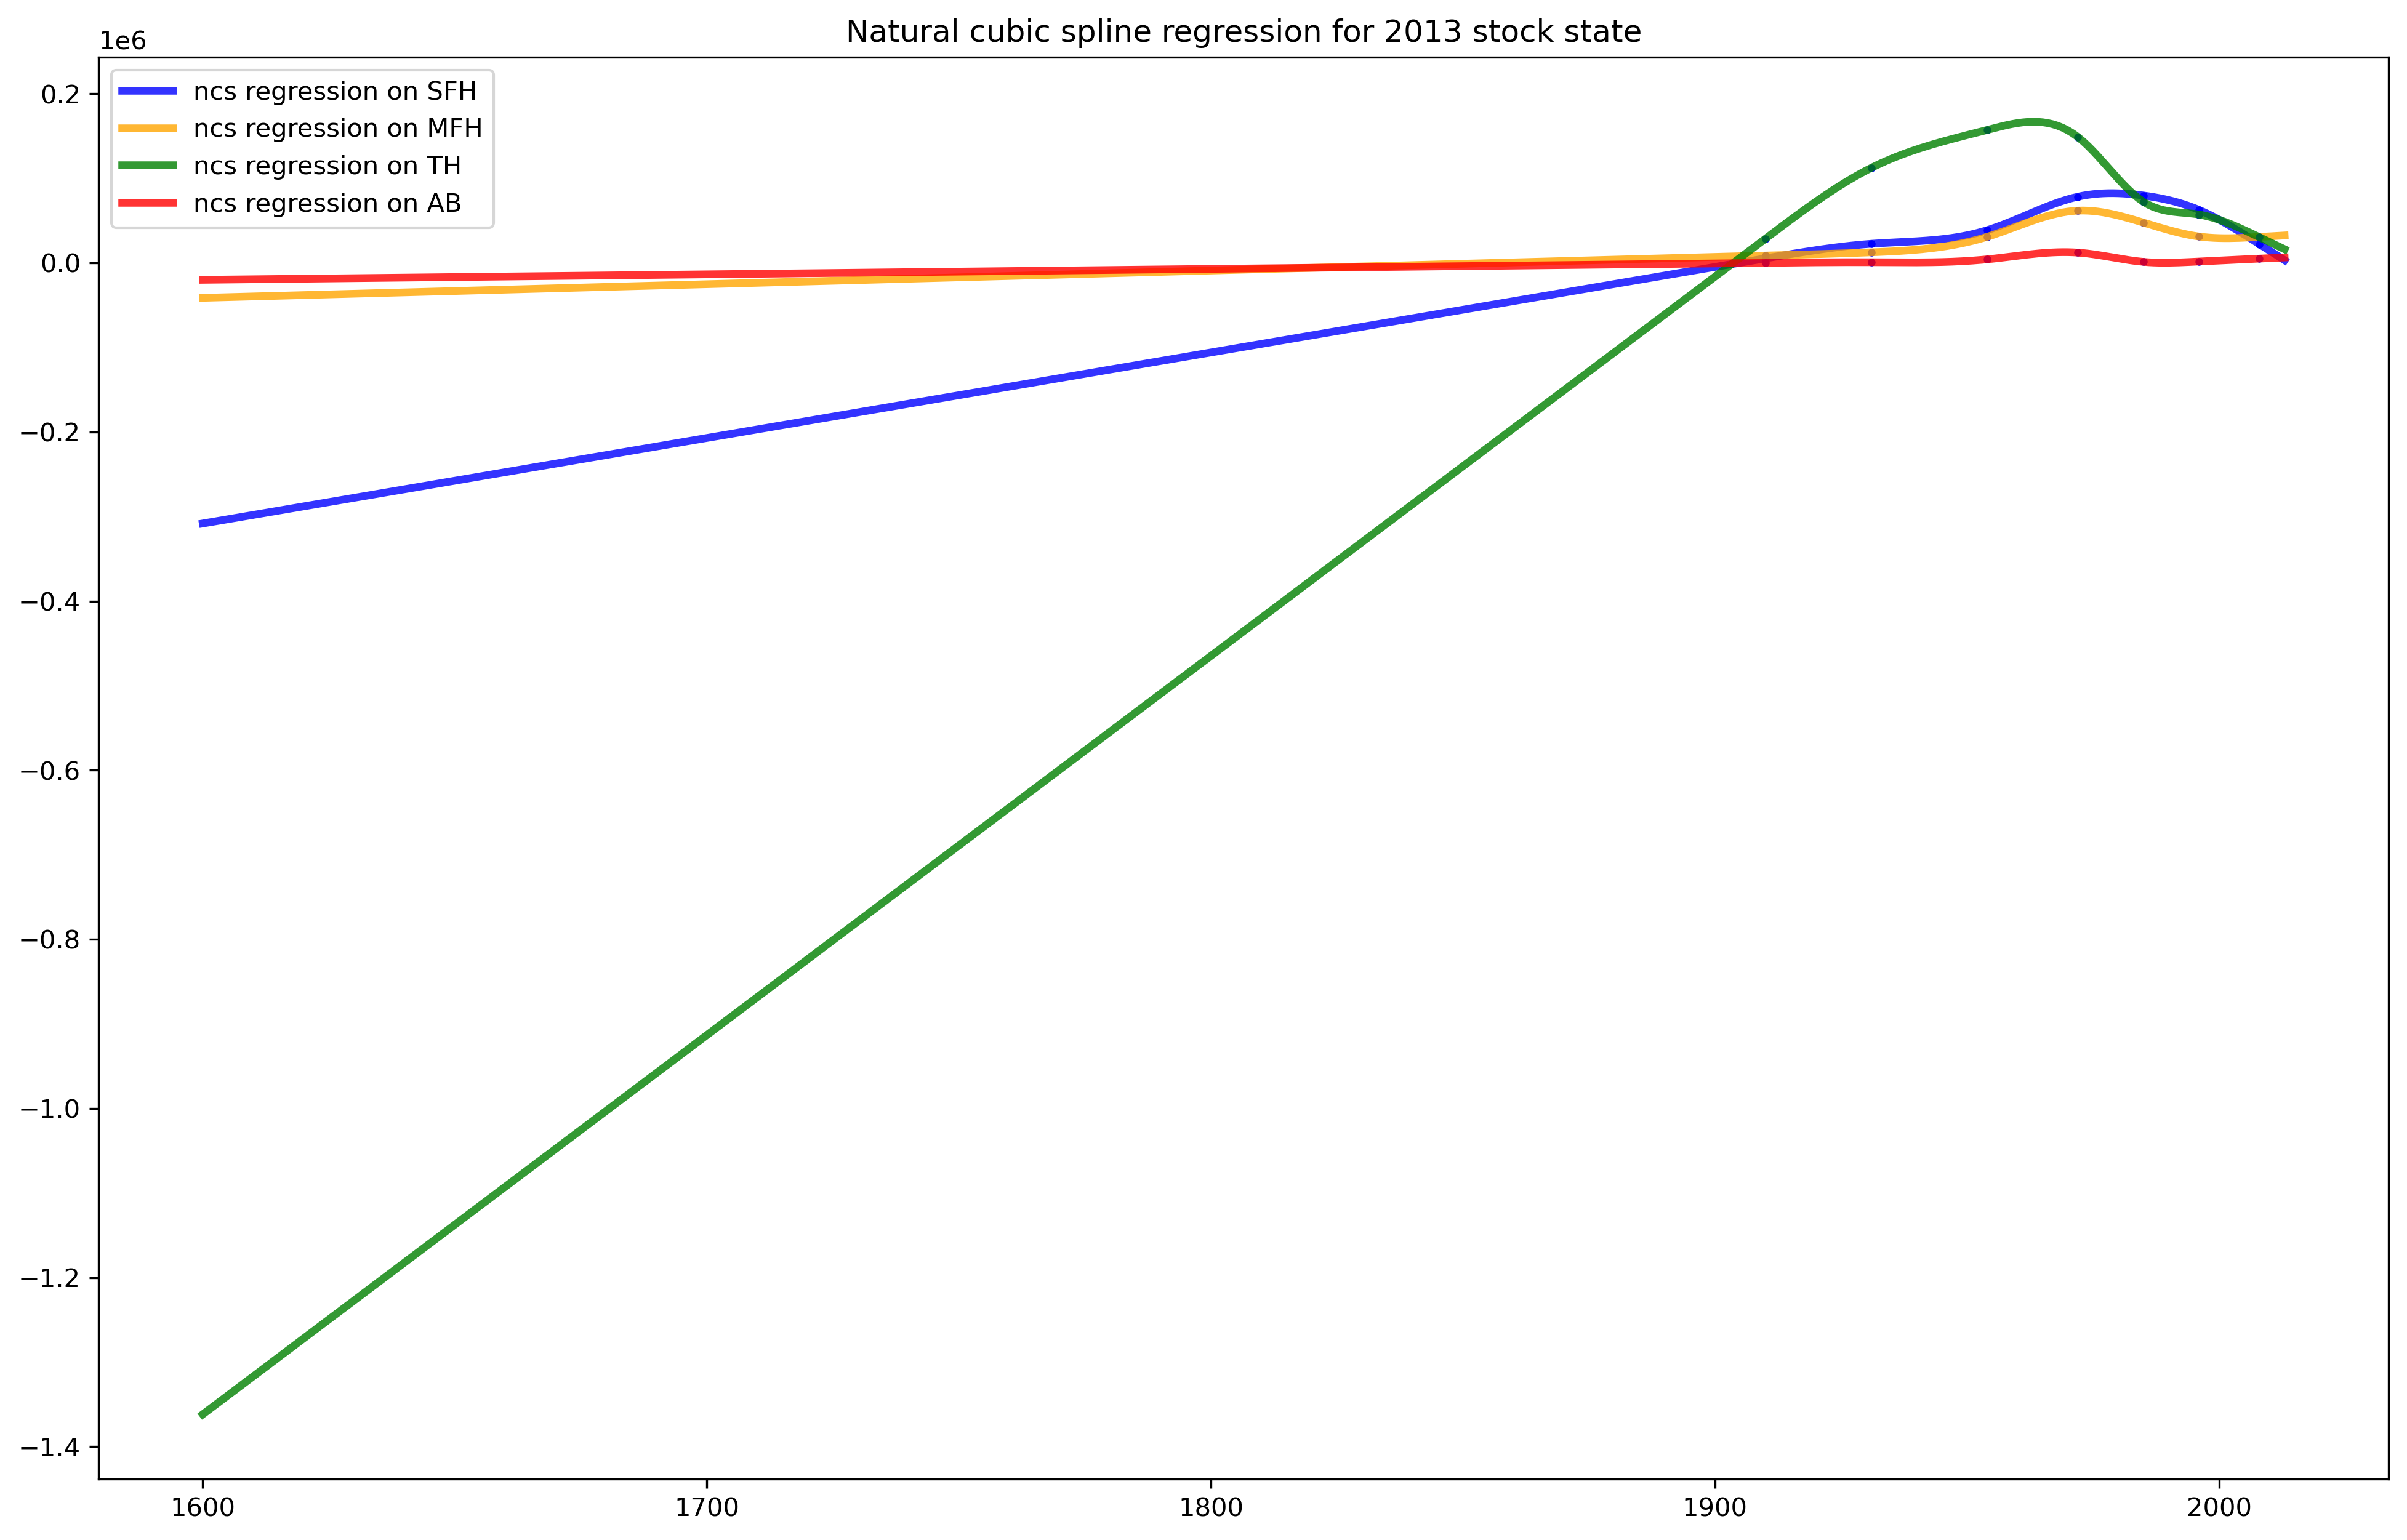 Natural cubic spline regression for 2013 stock state
1e6
ncs regression on SFH
ncs regression on MFH
ncs regression on TH
ncs regression on AB
0.2
0.0
−0.2
−0.4
−0.6
−0.8
−1.0
−1.2
−1.4
1600 1700 1800 1900 2000